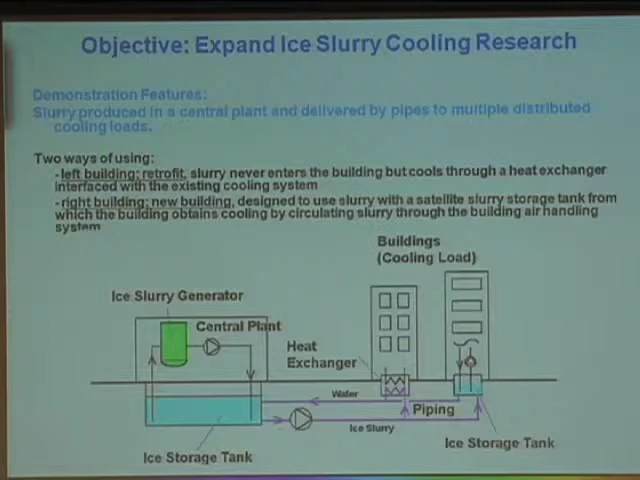 Objective: Expand Ice Slurry Cooling Research
Demonstration Features:
Slurry produced in a central plant and delivered by pipes to multiple distributed
cooling loads.
Two ways of using:
- left building; retrofit, slurry never enters the building but cools through a heat exchanger
interfaced with the existing cooling system
- right building; new building, designed to use slurry with a satellite slurry storage tank from
which the building obtains cooling by circulating slurry through the building air handling
system
Buildings
(Cooling Load)
Ice Slurry Generator
Central Plant
Heat
Exchanger
Water
Piping
Ice Slurry
Ice Storage Tank
Ice Storage Tank